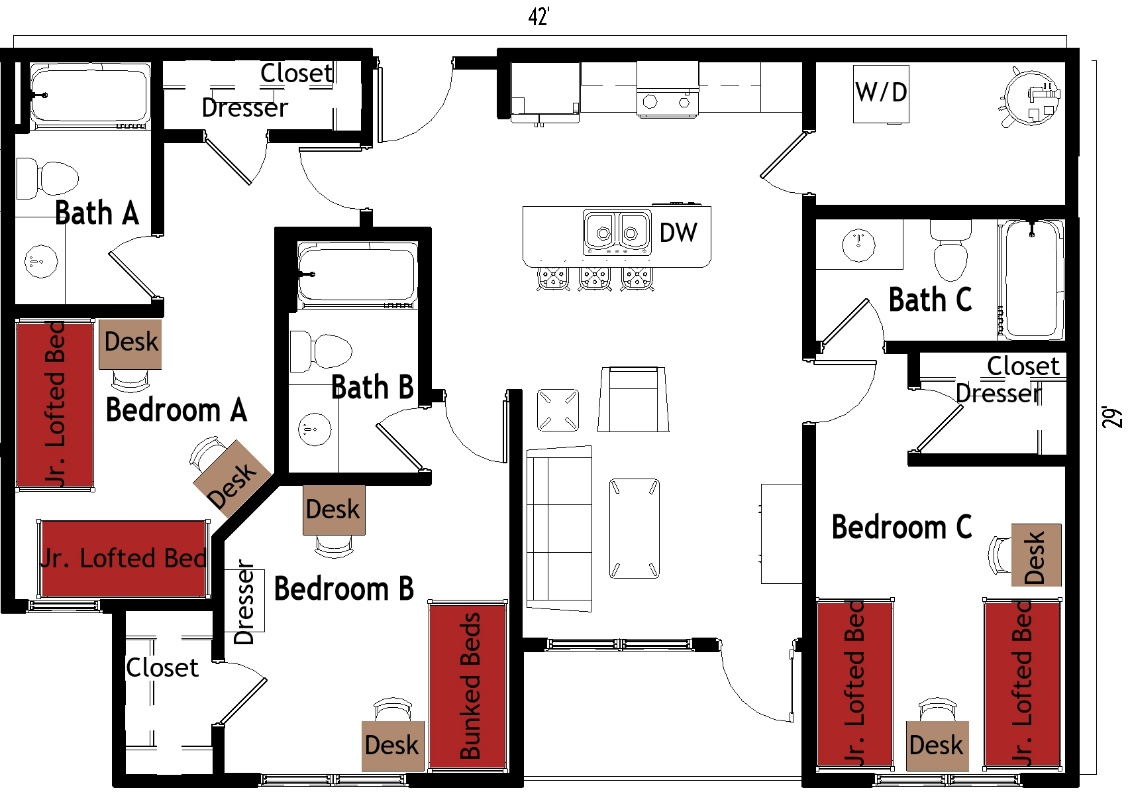 42'
Closet
Dresser
W/D
Bath A
DW
Bath C
Jr. Lofted Bed
Desk
Closet
Dresser
Bath B
Bedroom A
29'
Desk
Desk
Bedroom C
Jr. Lofted Bed
Desk
Dresser
Bedroom B
Closet
Bunked Beds
Jr. Lofted Bed
Jr. Lofted Bed
Desk
Desk